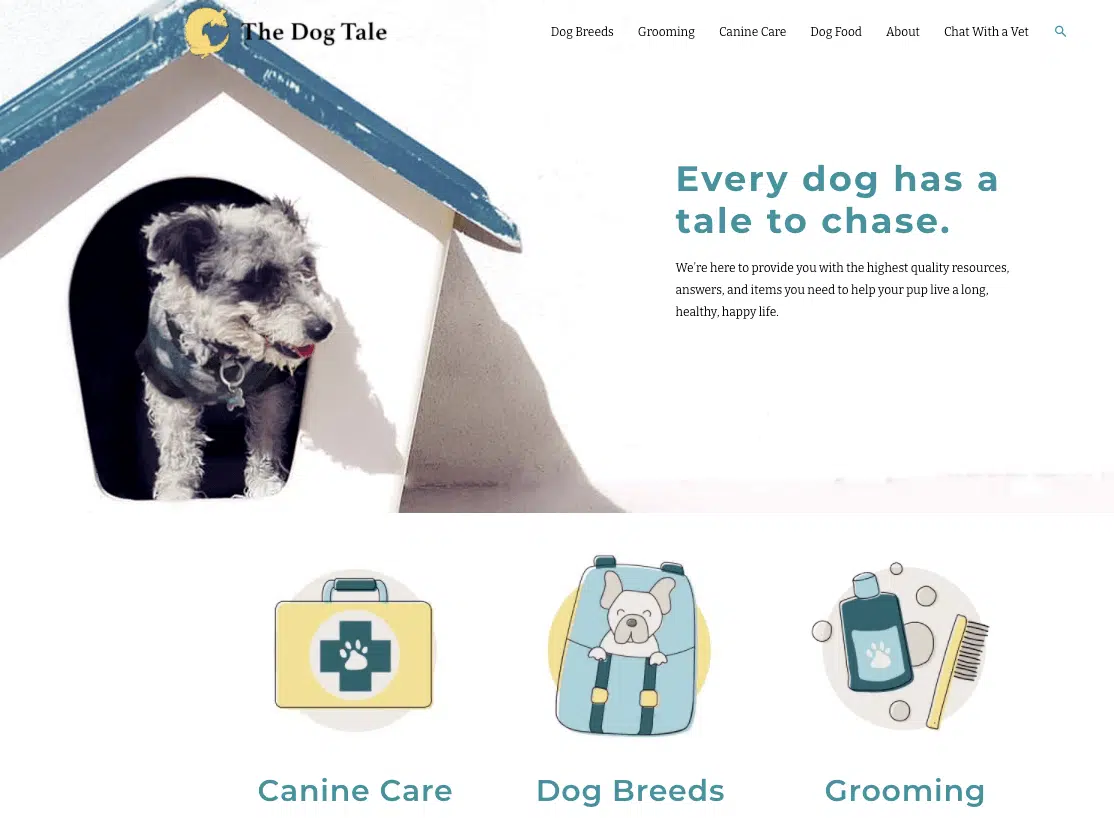 The Dog Tale
Dog Breeds Grooming Canine Care Dog Food About Chat With a Vet
Every dog has a
tale to chase.
We're here to provide you with the highest quality resources,
answers, and items you need to help your pup live a long,
healthy, happy life.
Canine Care Dog Breeds Grooming